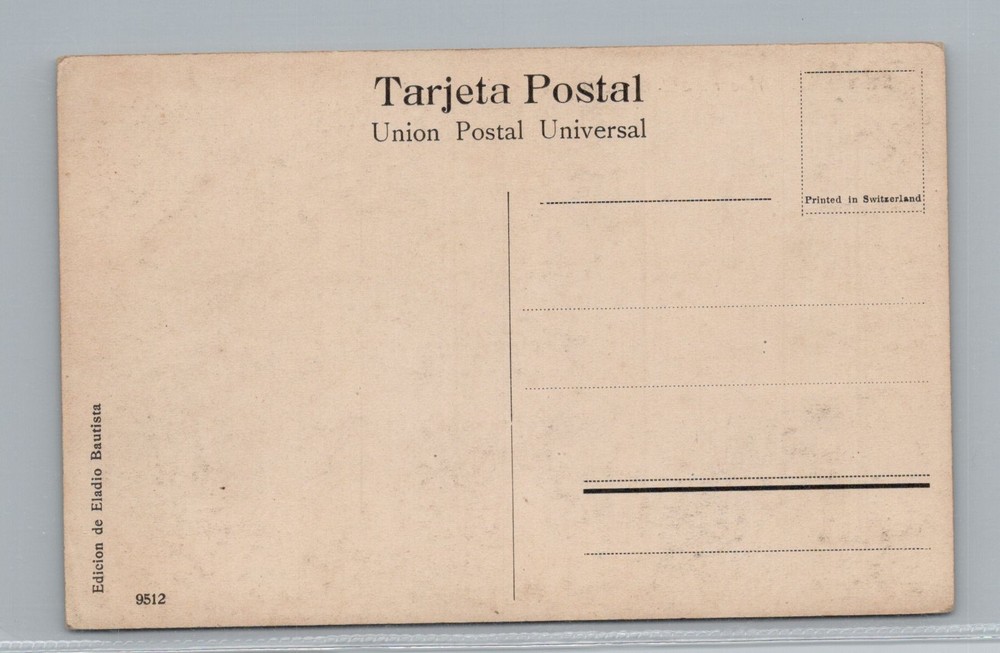 Tarjeta Postal
Union Postal Universal
Printed in Switzerland
Edicion de Eladio Bautista
9512